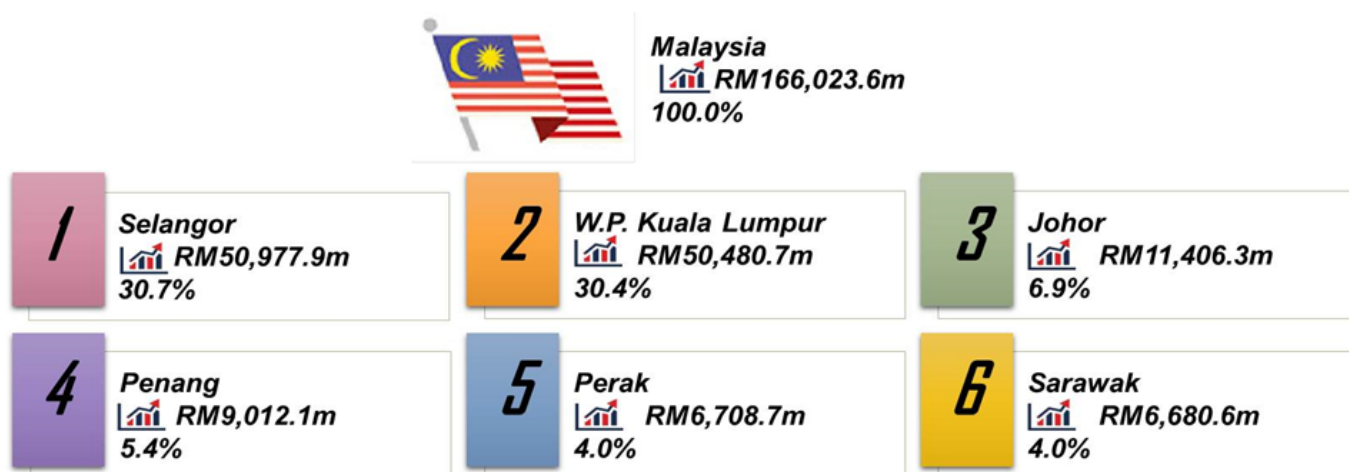 Malaysia
RM166,023.6m
100.0%
1
Selangor
RM50,977.9m
30.7%
2
W.P. Kuala Lumpur
RM50,480.7m
30.4%
3
Johor
RM11,406.3m
6.9%
4
Penang
RM9,012.1m
5.4%
5
Perak
RM6,708.7m
4.0%
6
Sarawak
RM6,680.6m
4.0%